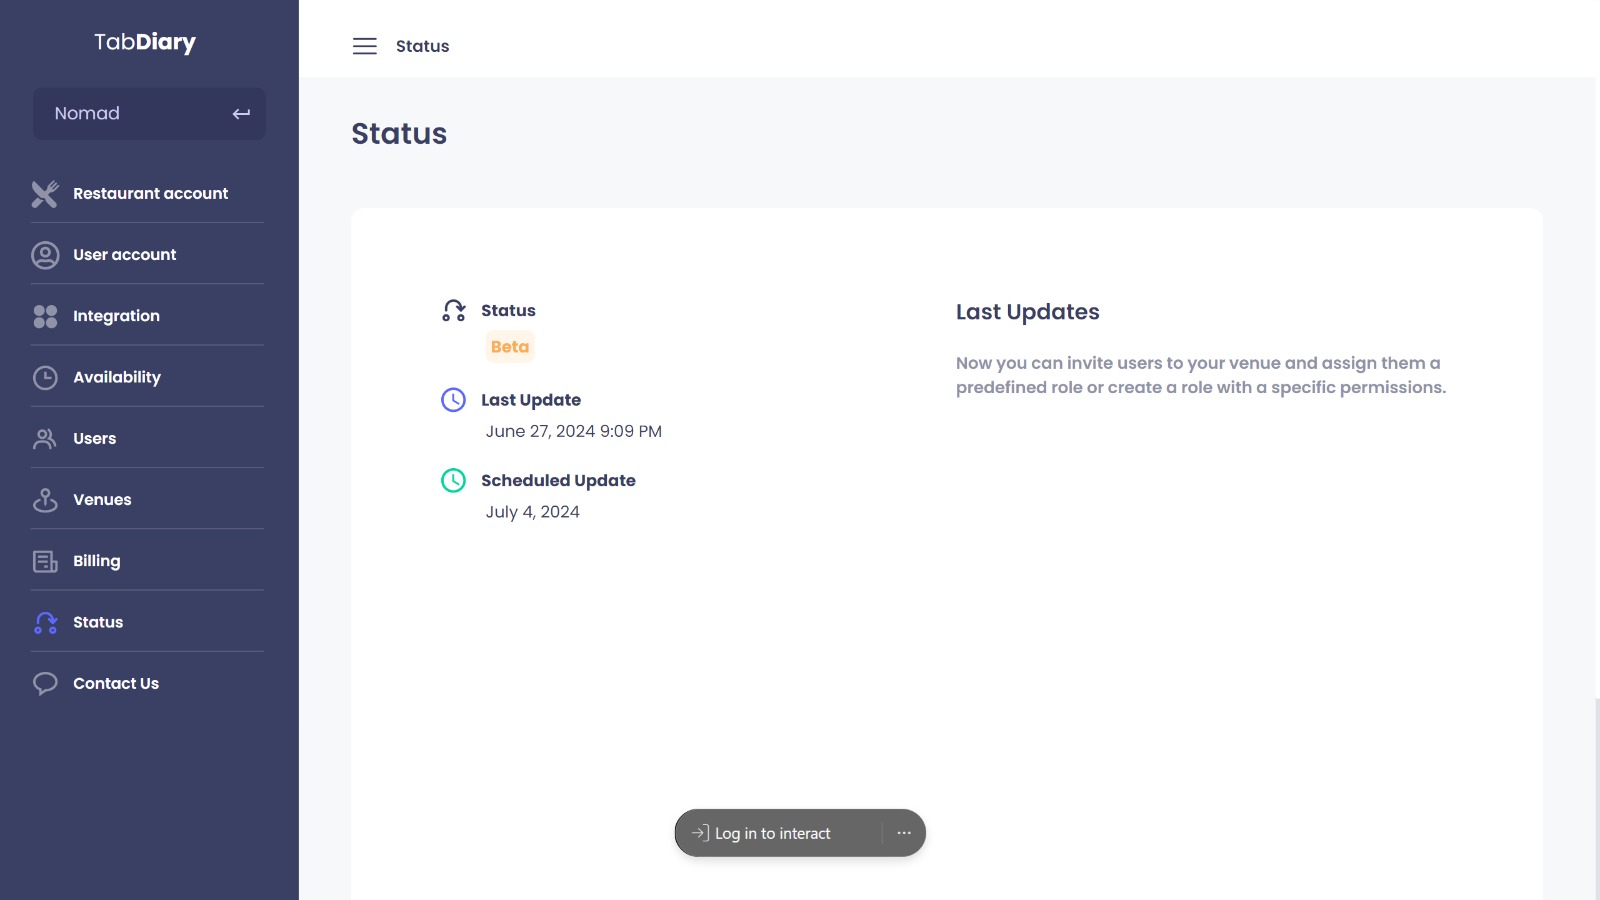 TabDiary
Nomad
Restaurant account
User account
Integration
Availability
Users
Venues
Billing
Status
Contact Us
Status
Status
Status
Beta
Last Update
June 27, 2024 9:09 PM
Scheduled Update
July 4, 2024
Last Updates
Now you can invite users to your venue and assign them a
predefined role or create a role with a specific permissions.
Log in to interact